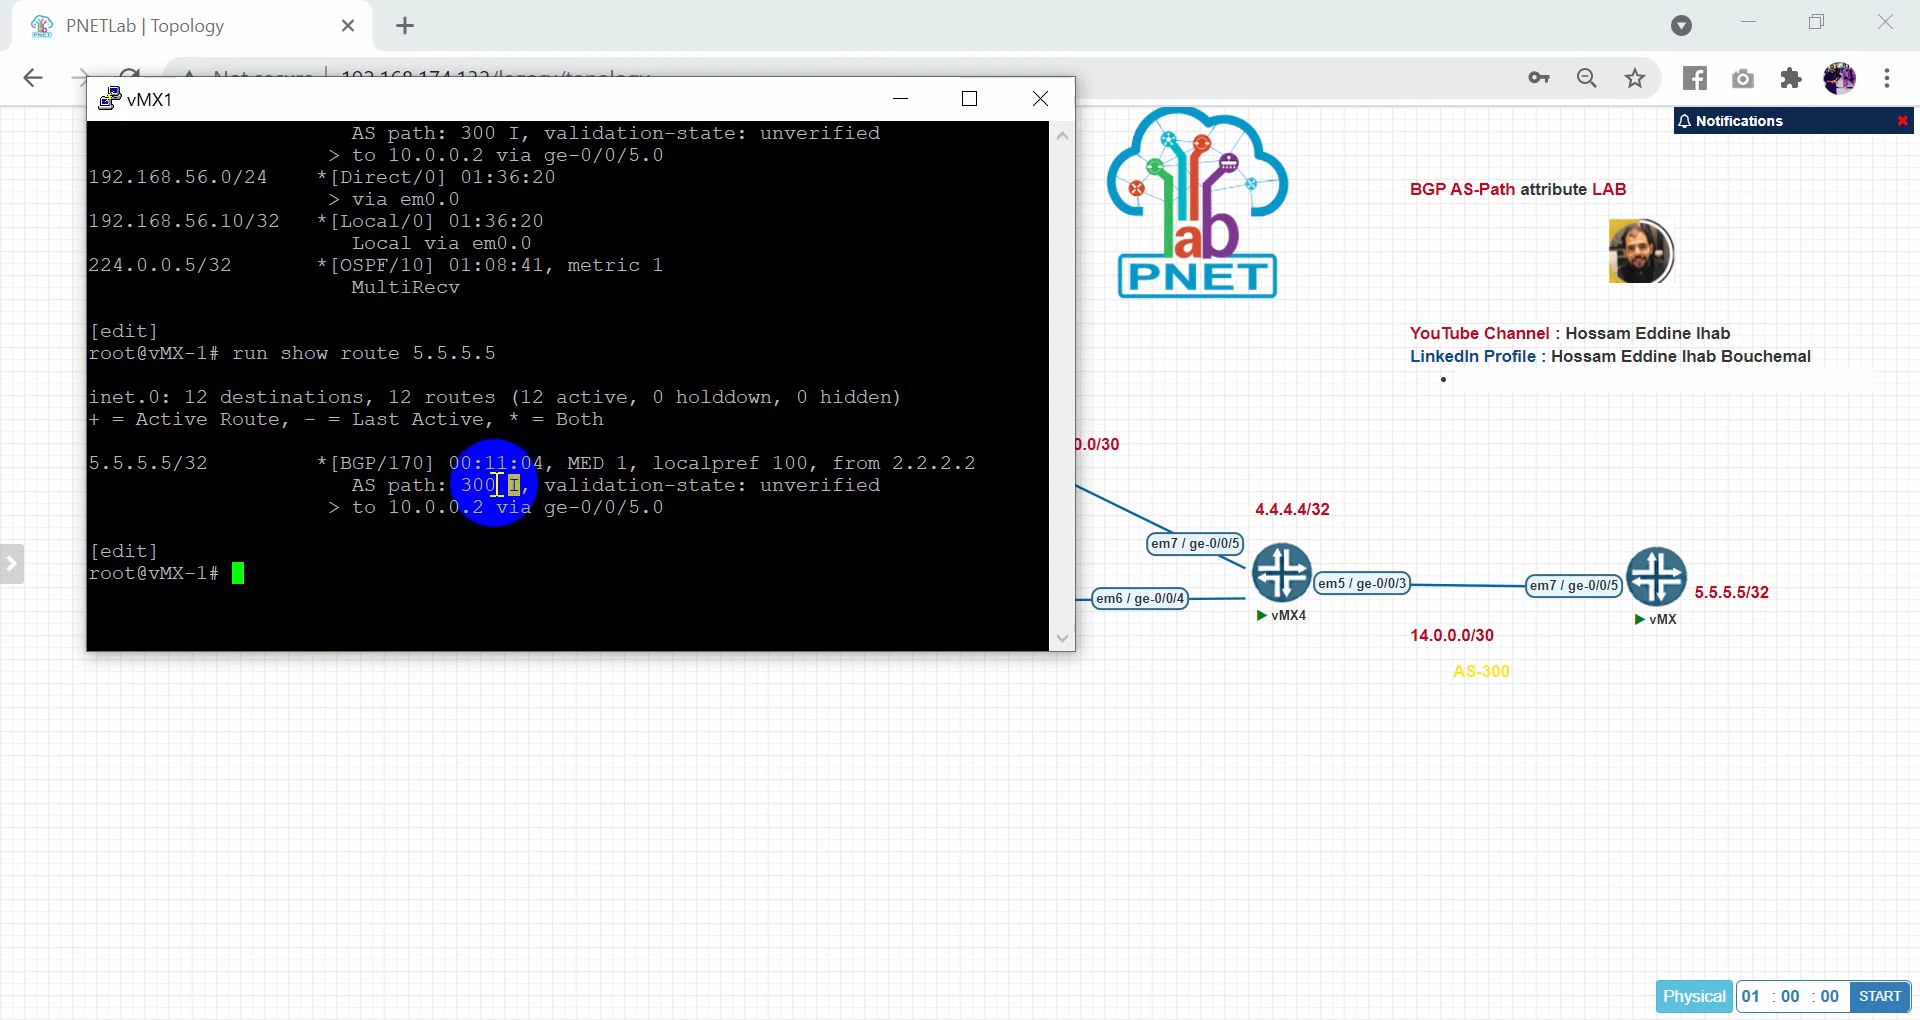 PNETLab | Topology
vMX1
AS path: 300 I, validation-state: unverified
> to 10.0.0.2 via ge-0/0/5.0
192.168.56.0/24 *[Direct/0] 01:36:20
> via em0.0
192.168.56.10/32 *[Local/0] 01:36:20
Local via em0.0
224.0.0.5/32 *[OSPF/10] 01:08:41, metric 1
MultiRecv
[edit]
root@vMX-1# run show route 5.5.5.5
inet.0: 12 destinations, 12 routes (12 active, 0 holddown, 0 hidden)
+ = Active Route, - = Last Active, * = Both
5.5.5.5/32 *[BGP/170] 00:11:04, MED 1, localpref 100, from 2.2.2.2
AS path: 300 I, validation-state: unverified
> to 10.0.0.2 via ge-0/0/5.0
[edit]
root@vMX-1#
lab
PNET
Notifications
BGP AS-Path attribute LAB
YouTube Channel : Hossam Eddine Ihab
LinkedIn Profile : Hossam Eddine Ihab Bouchemal
0.0/30
4.4.4.4/32
em7 / ge-0/0/5
em5 / ge-0/0/3
em7 / ge-0/0/5
5.5.5.5/32
em6 / ge-0/0/4
vMX4
vMX
14.0.0.0/30
AS-300
Physical 01 : 00 : 00 START